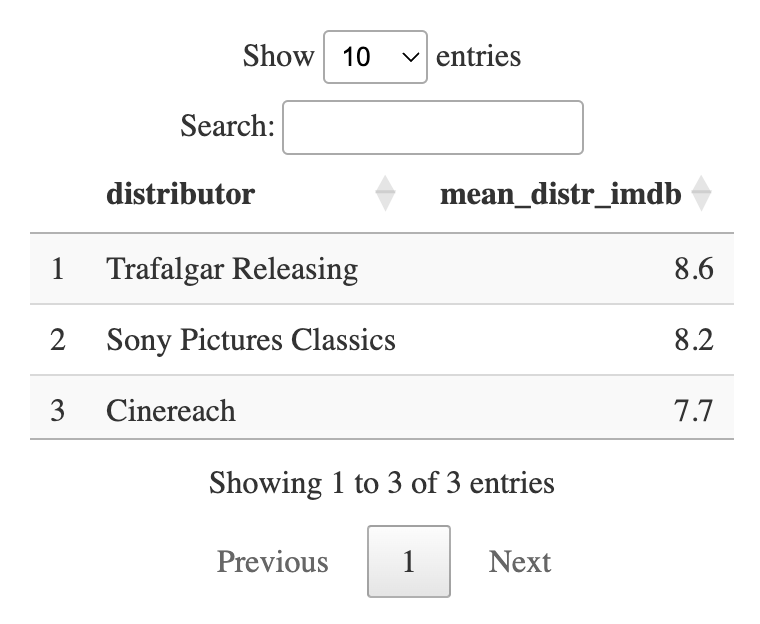 Show 10 entries
Search:
distributor mean_distr_imdb
1 Trafalgar Releasing 8.6
2 Sony Pictures Classics 8.2
3 Cinereach 7.7
Showing 1 to 3 of 3 entries
Previous 1 Next